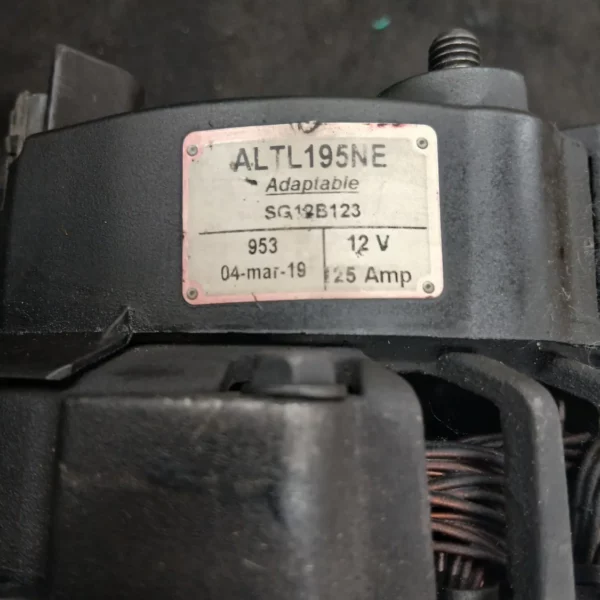 ALTL195NE
Adaptable
SG12B123
953
12 V
04-mar-19
125 Amp